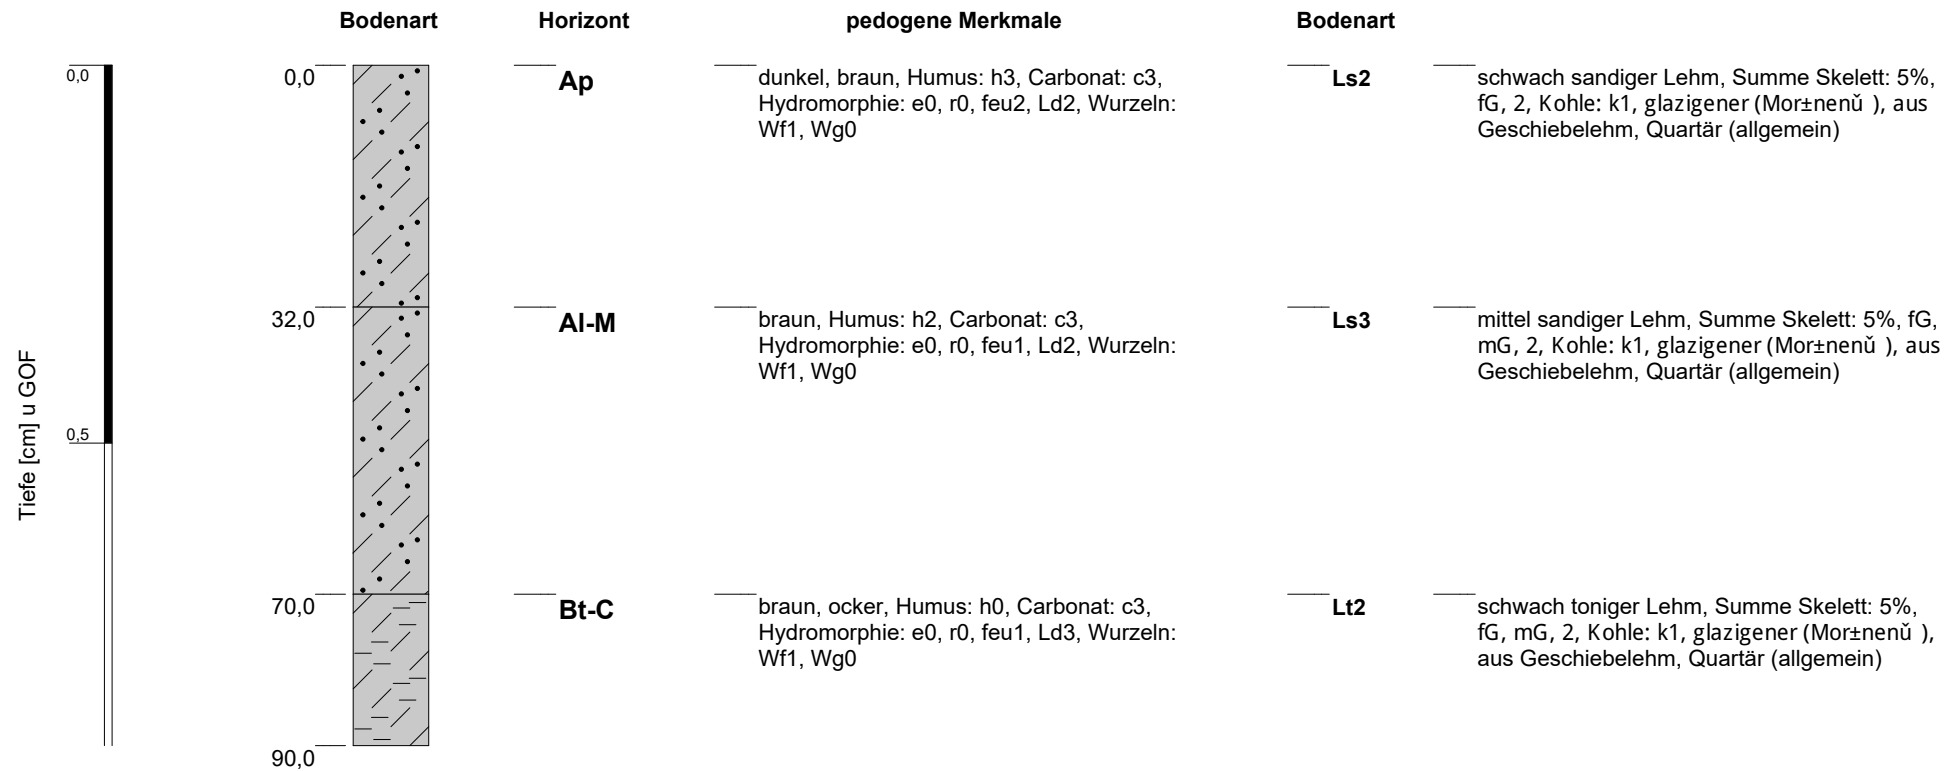 Bodenart Horizont pedogene Merkmale Bodenart
Tiefe [cm] u GOF
0,0
0,5
0,0
Ap
dunkel, braun, Humus: h3, Carbonat: c3,
Hydromorphie: e0, r0, feu2, Ld2, Wurzeln:
Wf1, Wg0
Ls2
schwach sandiger Lehm, Summe Skelett: 5%,
fG, 2, Kohle: k1, glazigener (Mor±nenŭ ), aus
Geschiebelehm, Quartär (allgemein)
32,0
Al-M
braun, Humus: h2, Carbonat: c3,
Hydromorphie: e0, r0, feu1, Ld2, Wurzeln:
Wf1, Wg0
Ls3
mittel sandiger Lehm, Summe Skelett: 5%, fG,
mG, 2, Kohle: k1, glazigener (Mor±nenŭ ), aus
Geschiebelehm, Quartär (allgemein)
70,0
Bt-C
braun, ocker, Humus: h0, Carbonat: c3,
Hydromorphie: e0, r0, feu1, Ld3, Wurzeln:
Wf1, Wg0
Lt2
schwach toniger Lehm, Summe Skelett: 5%,
fG, mG, 2, Kohle: k1, glazigener (Mor±nenŭ ),
aus Geschiebelehm, Quartär (allgemein)
90,0